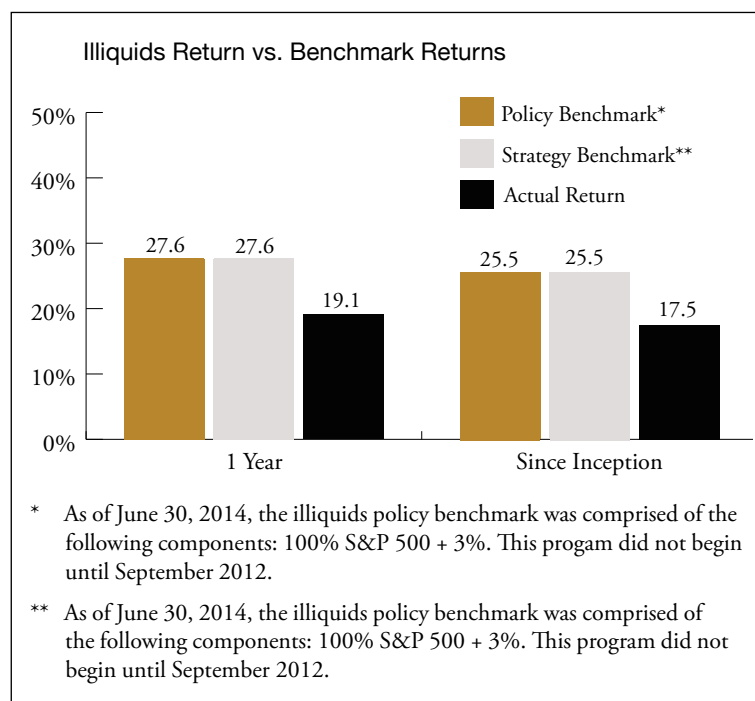 Illiquids Return vs. Benchmark Returns
50%
40%
30%
20%
10%
0%
Policy Benchmark*
Strategy Benchmark**
Actual Return
27.6
27.6
19.1
25.5
25.5
17.5
1 Year
Since Inception
* As of June 30, 2014, the illiquids policy benchmark was comprised of the
following components: 100% S&P 500 + 3%. This progam did not begin
until September 2012.
** As of June 30, 2014, the illiquids policy benchmark was comprised of
the following components: 100% S&P 500 + 3%. This program did not
begin until September 2012.